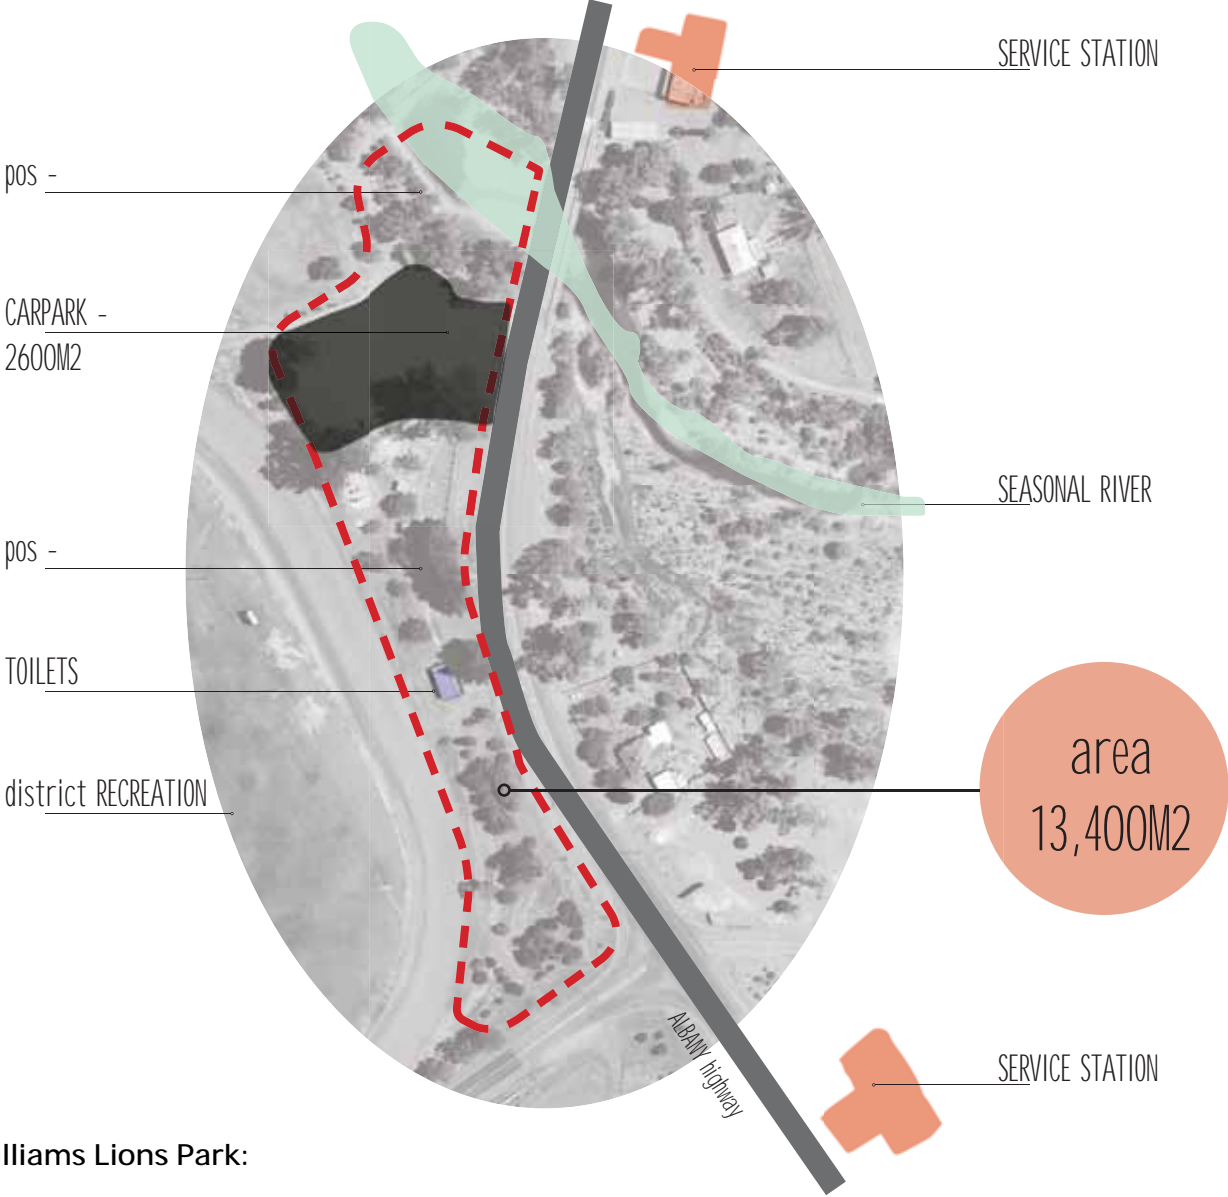 SERVICE STATION
pos -
CARPARK -
2600M2
SEASONAL RIVER
pos -
TOILETS
area
13,400M2
district RECREATION
ALBANY highway
SERVICE STATION
lliams Lions Park: